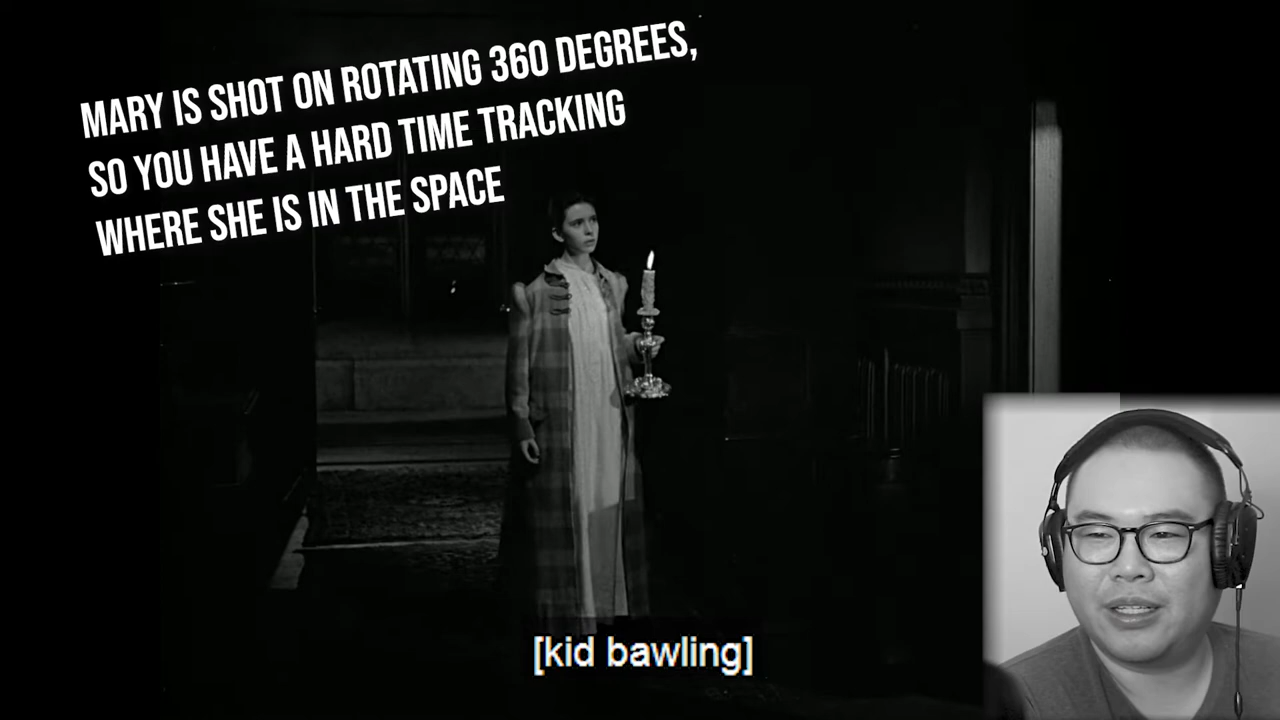 MARY IS SHOT ON ROTATING 360 DEGREES,
SO YOU HAVE A HARD TIME TRACKING
WHERE SHE IS IN THE SPACE
[kid bawling]